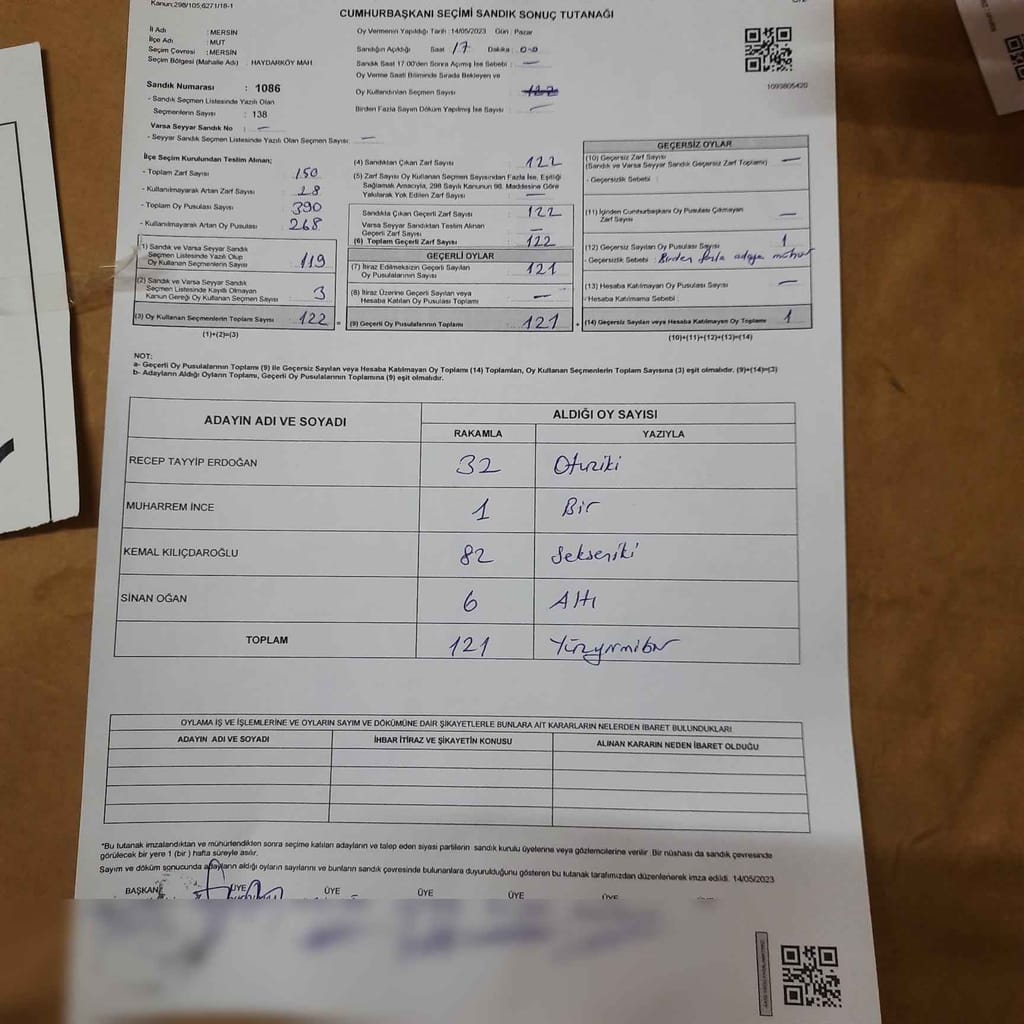 Kanun:298/105;6271/18-1
CUMHURBAŞKANI SEÇİMİ SANDIK SONUÇ TUTANAĞI
İl Adı : MERSİN
İlçe Adı : MUT
Seçim Çevresi : MERSİN
Seçim Bölgesi (Mahalle Adı) : HAYDARKÖY MAH
Sandık Numarası : 1086
- Sandık Seçmen Listesinde Yazılı Olan
Seçmenlerin Sayısı : 138
Varsa Seyyar Sandık No : —
- Seyyar Sandık Seçmen Listesinde Yazılı Olan Seçmen Sayısı: —
Oy Vermenin Yapıldığı Tarih : 14/05/2023 Gün : Pazar
Sandığın Açıldığı Saat : 17 Dakika : 00
Sandık Saat 17.00'den Sonra Açılmış İse Sebebi : —
Oy Verme Saati Bitiminde Sırada Bekleyen ve
Oy Kullandırılan Seçmen Sayısı : 122
Birden Fazla Sayım Döküm Yapılmış İse Sayısı : —
1093805420
İlçe Seçim Kurulundan Teslim Alınan;
- Toplam Zarf Sayısı : 150
- Kullanılmayarak Artan Zarf Sayısı : 28
- Toplam Oy Pusulası Sayısı : 390
- Kullanılmayarak Artan Oy Pusulası : 268
(1) Sandık ve Varsa Seyyar Sandık
Seçmen Listesinde Yazılı Olup
Oy Kullanan Seçmenlerin Sayısı : 119
(2) Sandık ve Varsa Seyyar Sandık
Seçmen Listesinde Kayıtlı Olmayan
Kanun Gereği Oy Kullanan Seçmen Sayısı : 3
(3) Oy Kullanan Seçmenlerin Toplam Sayısı : 122 =
(1)+(2)=(3)
(4) Sandıktan Çıkan Zarf Sayısı : 122
(5) Zarf Sayısı Oy Kullanan Seçmen Sayısından Fazla İse, Eşitliği
Sağlamak Amacıyla, 298 Sayılı Kanunun 98. Maddesine Göre
Yakılarak Yok Edilen Zarf Sayısı : —
Sandıkta Çıkan Geçerli Zarf Sayısı : 122
Varsa Seyyar Sandıktan Teslim Alınan
Geçerli Zarf Sayısı : —
(6) Toplam Geçerli Zarf Sayısı : 122
GEÇERLİ OYLAR
(7) İtiraz Edilmeksizin Geçerli Sayılan
Oy Pusulalarının Sayısı : 121
(8) İtiraz Üzerine Geçerli Sayılan veya
Hesaba Katılan Oy Pusulası Toplamı : —
(9) Geçerli Oy Pusulalarının Toplamı : 121 +
GEÇERSİZ OYLAR
(10) Geçersiz Zarf Sayısı : —
(Sandık ve Varsa Seyyar Sandık Geçersiz Zarf Toplamı)
- Geçersizlik Sebebi :
(11) İçinden Cumhurbaşkanı Oy Pusulası Çıkmayan
Zarf Sayısı : —
(12) Geçersiz Sayılan Oy Pusulası Sayısı : 1
- Geçersizlik Sebebi : Birden fazla adaya mühür
(13) Hesaba Katılmayan Oy Pusulası Sayısı : —
- Hesaba Katılmama Sebebi :
(14) Geçersiz Sayılan veya Hesaba Katılmayan Oy Toplamı : 1
(10)+(11)+(12)+(13)=(14)
NOT:
a- Geçerli Oy Pusulalarının Toplamı (9) ile Geçersiz Sayılan veya Hesaba Katılmayan Oy Toplamı (14) Toplamları, Oy Kullanan Seçmenlerin Toplam Sayısına (3) eşit olmalıdır. (9)+(14)=(3)
b- Adayların Aldığı Oyların Toplamı, Geçerli Oy Pusulalarının Toplamına (9) eşit olmalıdır.
ADAYIN ADI VE SOYADI ALDIĞI OY SAYISI
RAKAMLA YAZIYLA
RECEP TAYYİP ERDOĞAN 32 Otuziki
MUHARREM İNCE 1 Bir
KEMAL KILIÇDAROĞLU 82 Sekseniki
SİNAN OĞAN 6 Altı
TOPLAM 121 Yüzyirmibir
OYLAMA İŞ VE İŞLEMLERİNE VE OYLARIN SAYIM VE DÖKÜMÜNE DAİR ŞİKAYETLERLE BUNLARA AİT KARARLARIN NELERDEN İBARET BULUNDUKLARI
ADAYIN ADI VE SOYADI İHBAR İTİRAZ VE ŞİKAYETİN KONUSU ALINAN KARARIN NEDEN İBARET OLDUĞU
*Bu tutanak imzalandıktan ve mühürlendikten sonra seçime katılan adayların ve talep eden siyasi partilerin sandık kurulu üyelerine veya gözlemcilerine verilir. Bir nüshası da sandık çevresinde
görülecek bir yere 1 (bir) hafta süreyle asılır.
Sayım ve döküm sonucunda adayların aldığı oyların sayılarını ve bunların sandık çevresinde bulunanlara duyurulduğunu gösteren bu tutanak tarafımızdan düzenlenerek imza edildi. 14/05/2023
BAŞKAN ÜYE ÜYE ÜYE ÜYE ÜYE